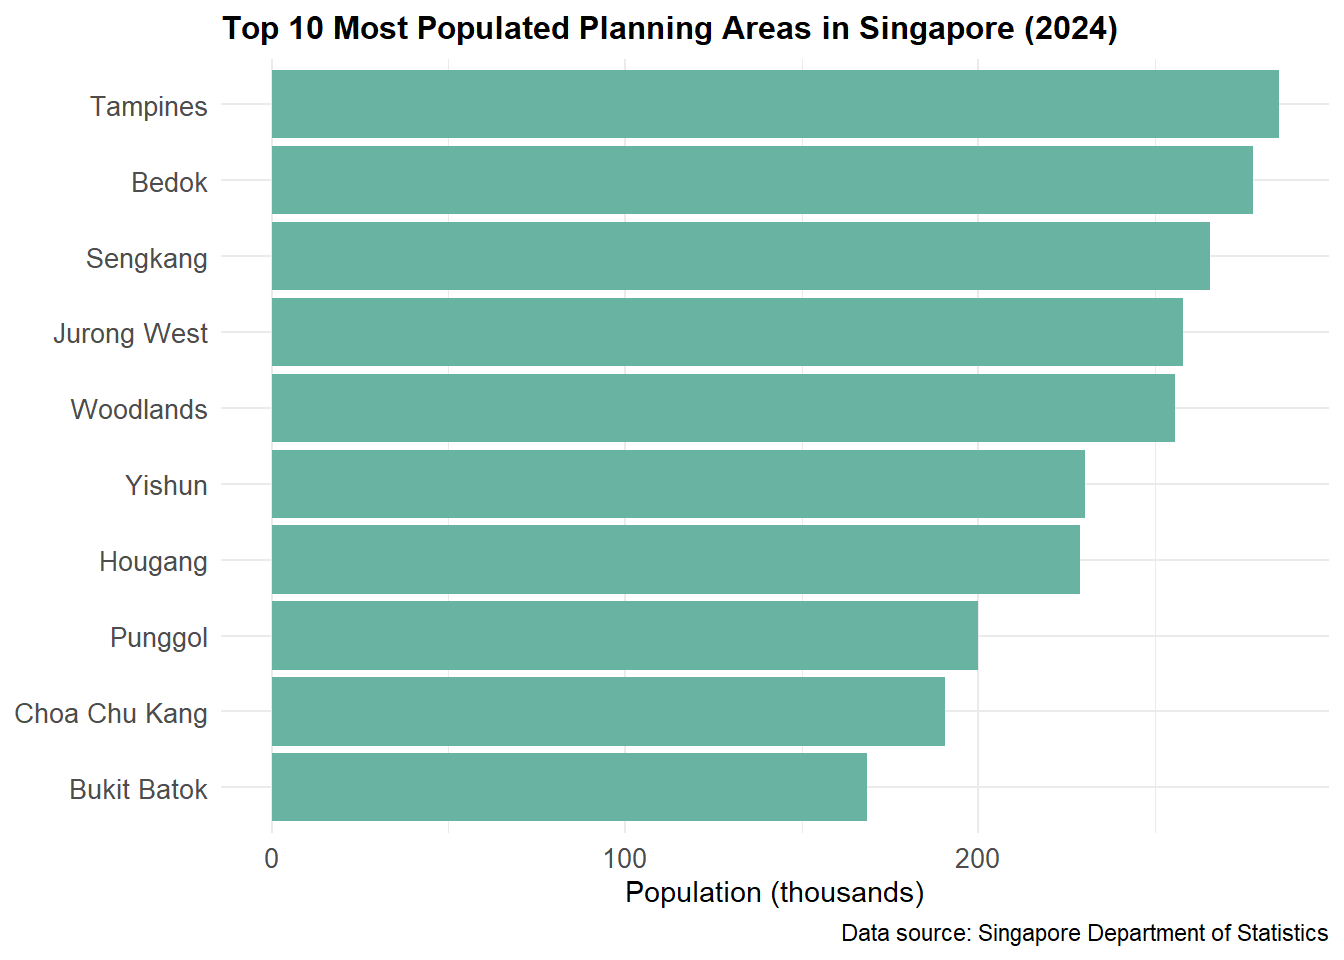 Top 10 Most Populated Planning Areas in Singapore (2024)
Tampines
Bedok
Sengkang
Jurong West
Woodlands
Yishun
Hougang
Punggol
Choa Chu Kang
Bukit Batok
0 100 200
Population (thousands)
Data source: Singapore Department of Statistics